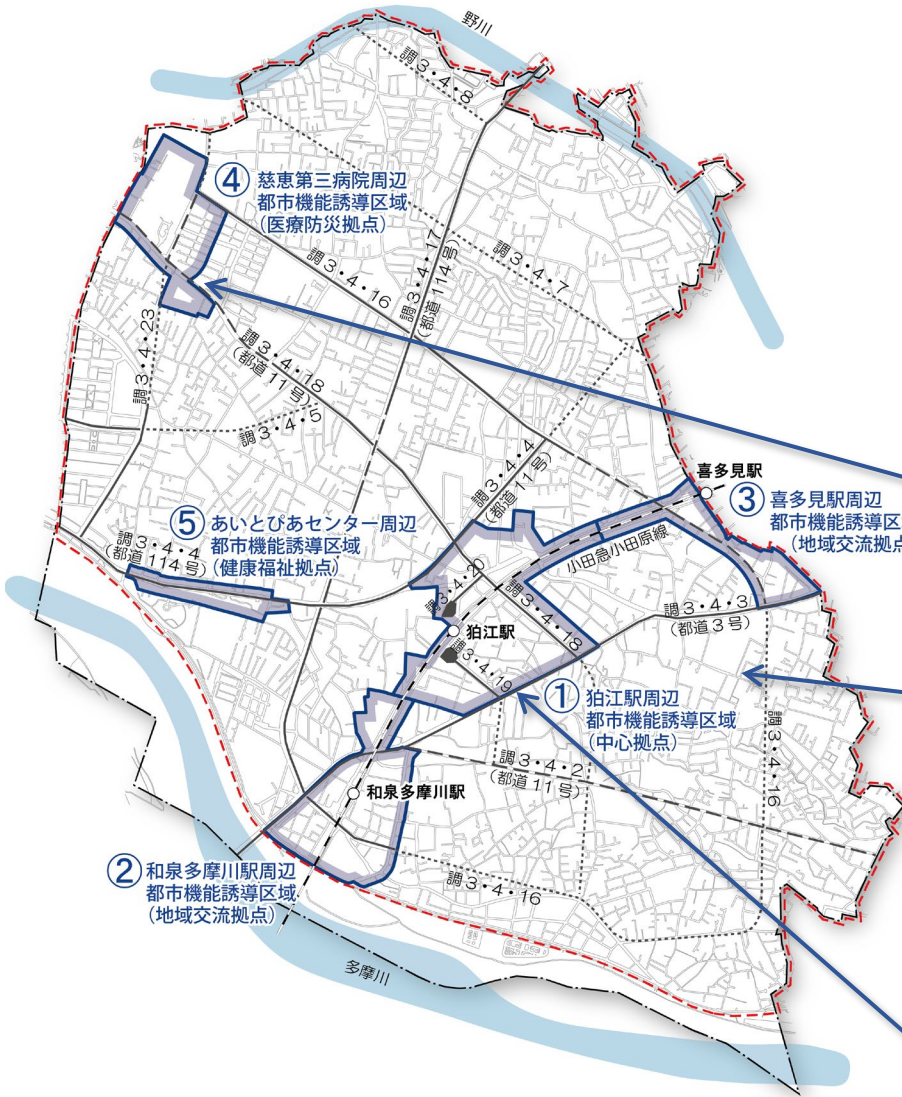 野川
調3・4・8
④ 慈恵第三病院周辺
都市機能誘導区域
(医療防災拠点)
調3・4・17
(都道114号)
調3・4・7
調3・4・16
調3・4・23
調3・4・18
(都道11号)
調3・4・5
調3・4・4
(都道11号)
喜多見駅
③ 喜多見駅周辺
都市機能誘導区
(地域交流拠点
⑤ あいとぴあセンター周辺
都市機能誘導区域
(健康福祉拠点)
調3・4・4
(都道114号)
小田急小田原線
調3・4・20
調3・4・18
調3・4・3
(都道3号)
狛江駅
調3・4・19
① 狛江駅周辺
都市機能誘導区域
(中心拠点)
調3・4・2
(都道11号)
調3・4・16
和泉多摩川駅
② 和泉多摩川駅周辺
都市機能誘導区域
(地域交流拠点)
調3・4・16
多摩川